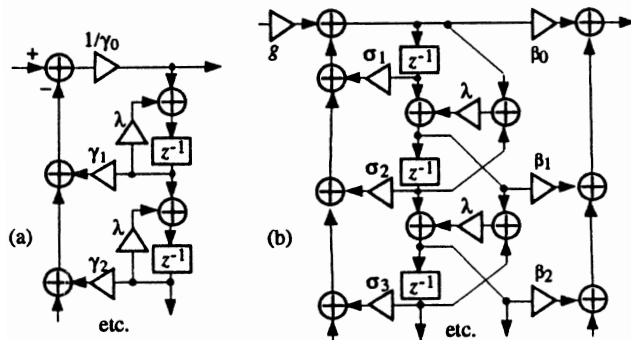 +
1/γ₀
−
λ
z⁻¹
γ₁
λ
z⁻¹
γ₂
(a)
etc.
g
σ₁
z⁻¹
β₀
λ
σ₂
z⁻¹
β₁
λ
(b)
σ₃
z⁻¹
β₂
etc.